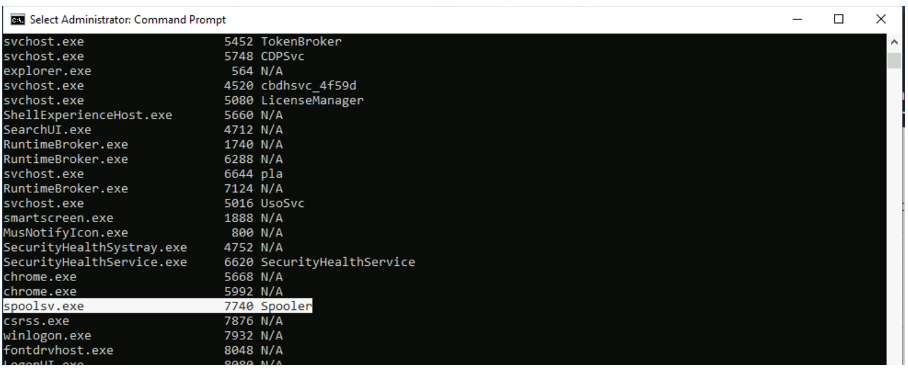 Select Administrator: Command Prompt
svchost.exe 5452 TokenBroker
svchost.exe 5748 CDPSvc
explorer.exe 564 N/A
svchost.exe 4520 cbdhsvc_4f59d
svchost.exe 5080 LicenseManager
ShellExperienceHost.exe 5660 N/A
SearchUI.exe 4712 N/A
RuntimeBroker.exe 1740 N/A
RuntimeBroker.exe 6288 N/A
svchost.exe 6644 pla
RuntimeBroker.exe 7124 N/A
svchost.exe 5016 UsoSvc
smartscreen.exe 1888 N/A
MusNotifyIcon.exe 800 N/A
SecurityHealthSystray.exe 4752 N/A
SecurityHealthService.exe 6620 SecurityHealthService
chrome.exe 5668 N/A
chrome.exe 5992 N/A
spoolsv.exe 7740 Spooler
csrss.exe 7876 N/A
winlogon.exe 7932 N/A
fontdrvhost.exe 8048 N/A
LogonUI.exe 8080 N/A